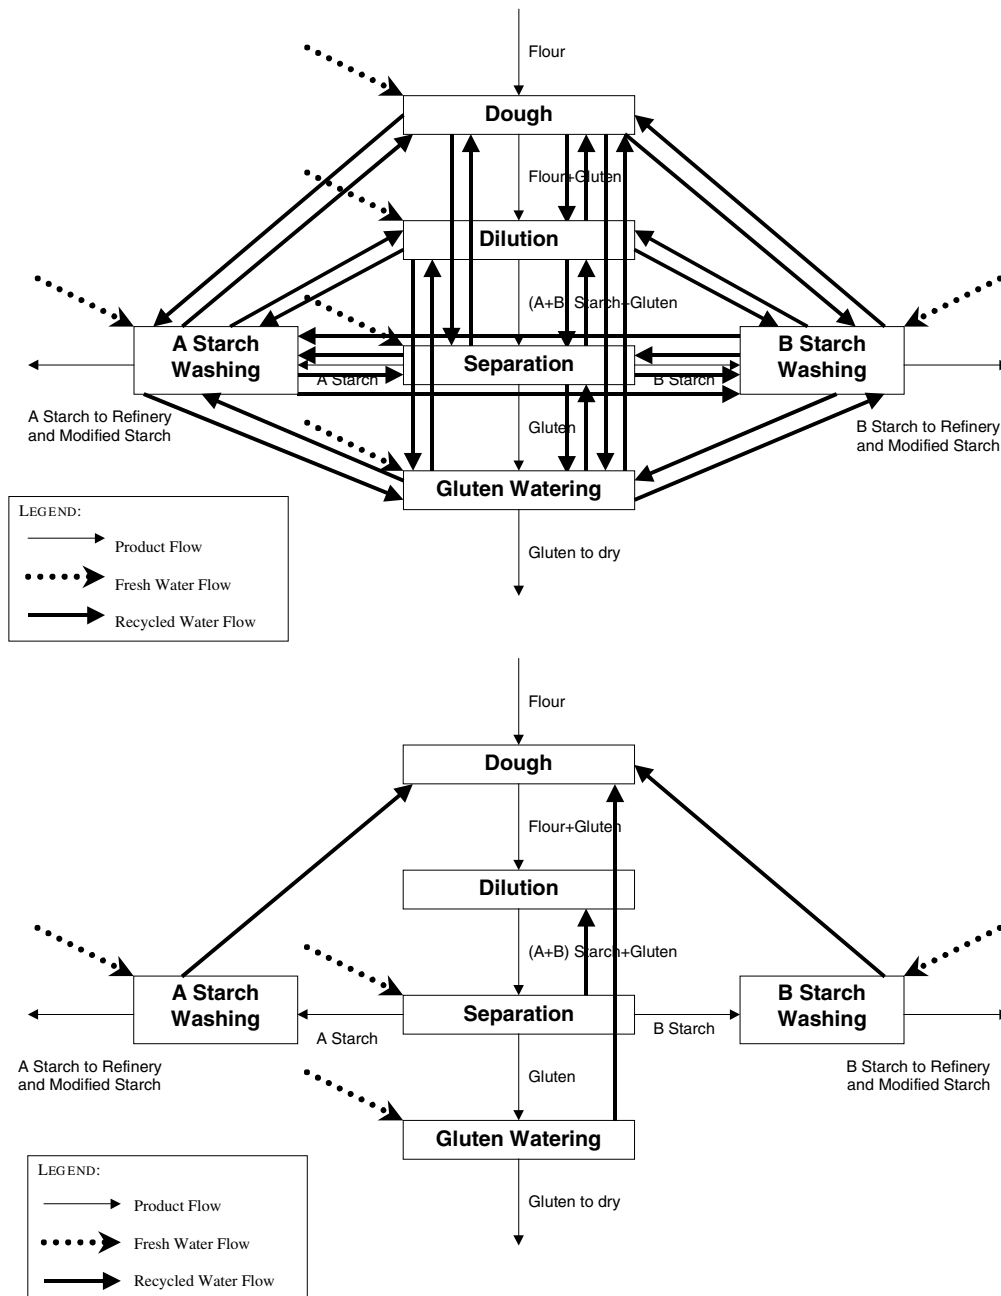 Flour
Dough
Flour+Gluten
Dilution
(A+B) Starch+Gluten
A Starch
Washing
Separation
B Starch
Washing
A Starch
B Starch
A Starch to Refinery
and Modified Starch
Gluten
B Starch to Refinery
and Modified Starch
Gluten Watering
LEGEND:
Product Flow
Fresh Water Flow
Recycled Water Flow
Gluten to dry
Flour
Dough
Flour+Gluten
Dilution
(A+B) Starch+Gluten
A Starch
Washing
Separation
B Starch
Washing
A Starch
B Starch
A Starch to Refinery
and Modified Starch
Gluten
B Starch to Refinery
and Modified Starch
Gluten Watering
LEGEND:
Product Flow
Fresh Water Flow
Recycled Water Flow
Gluten to dry